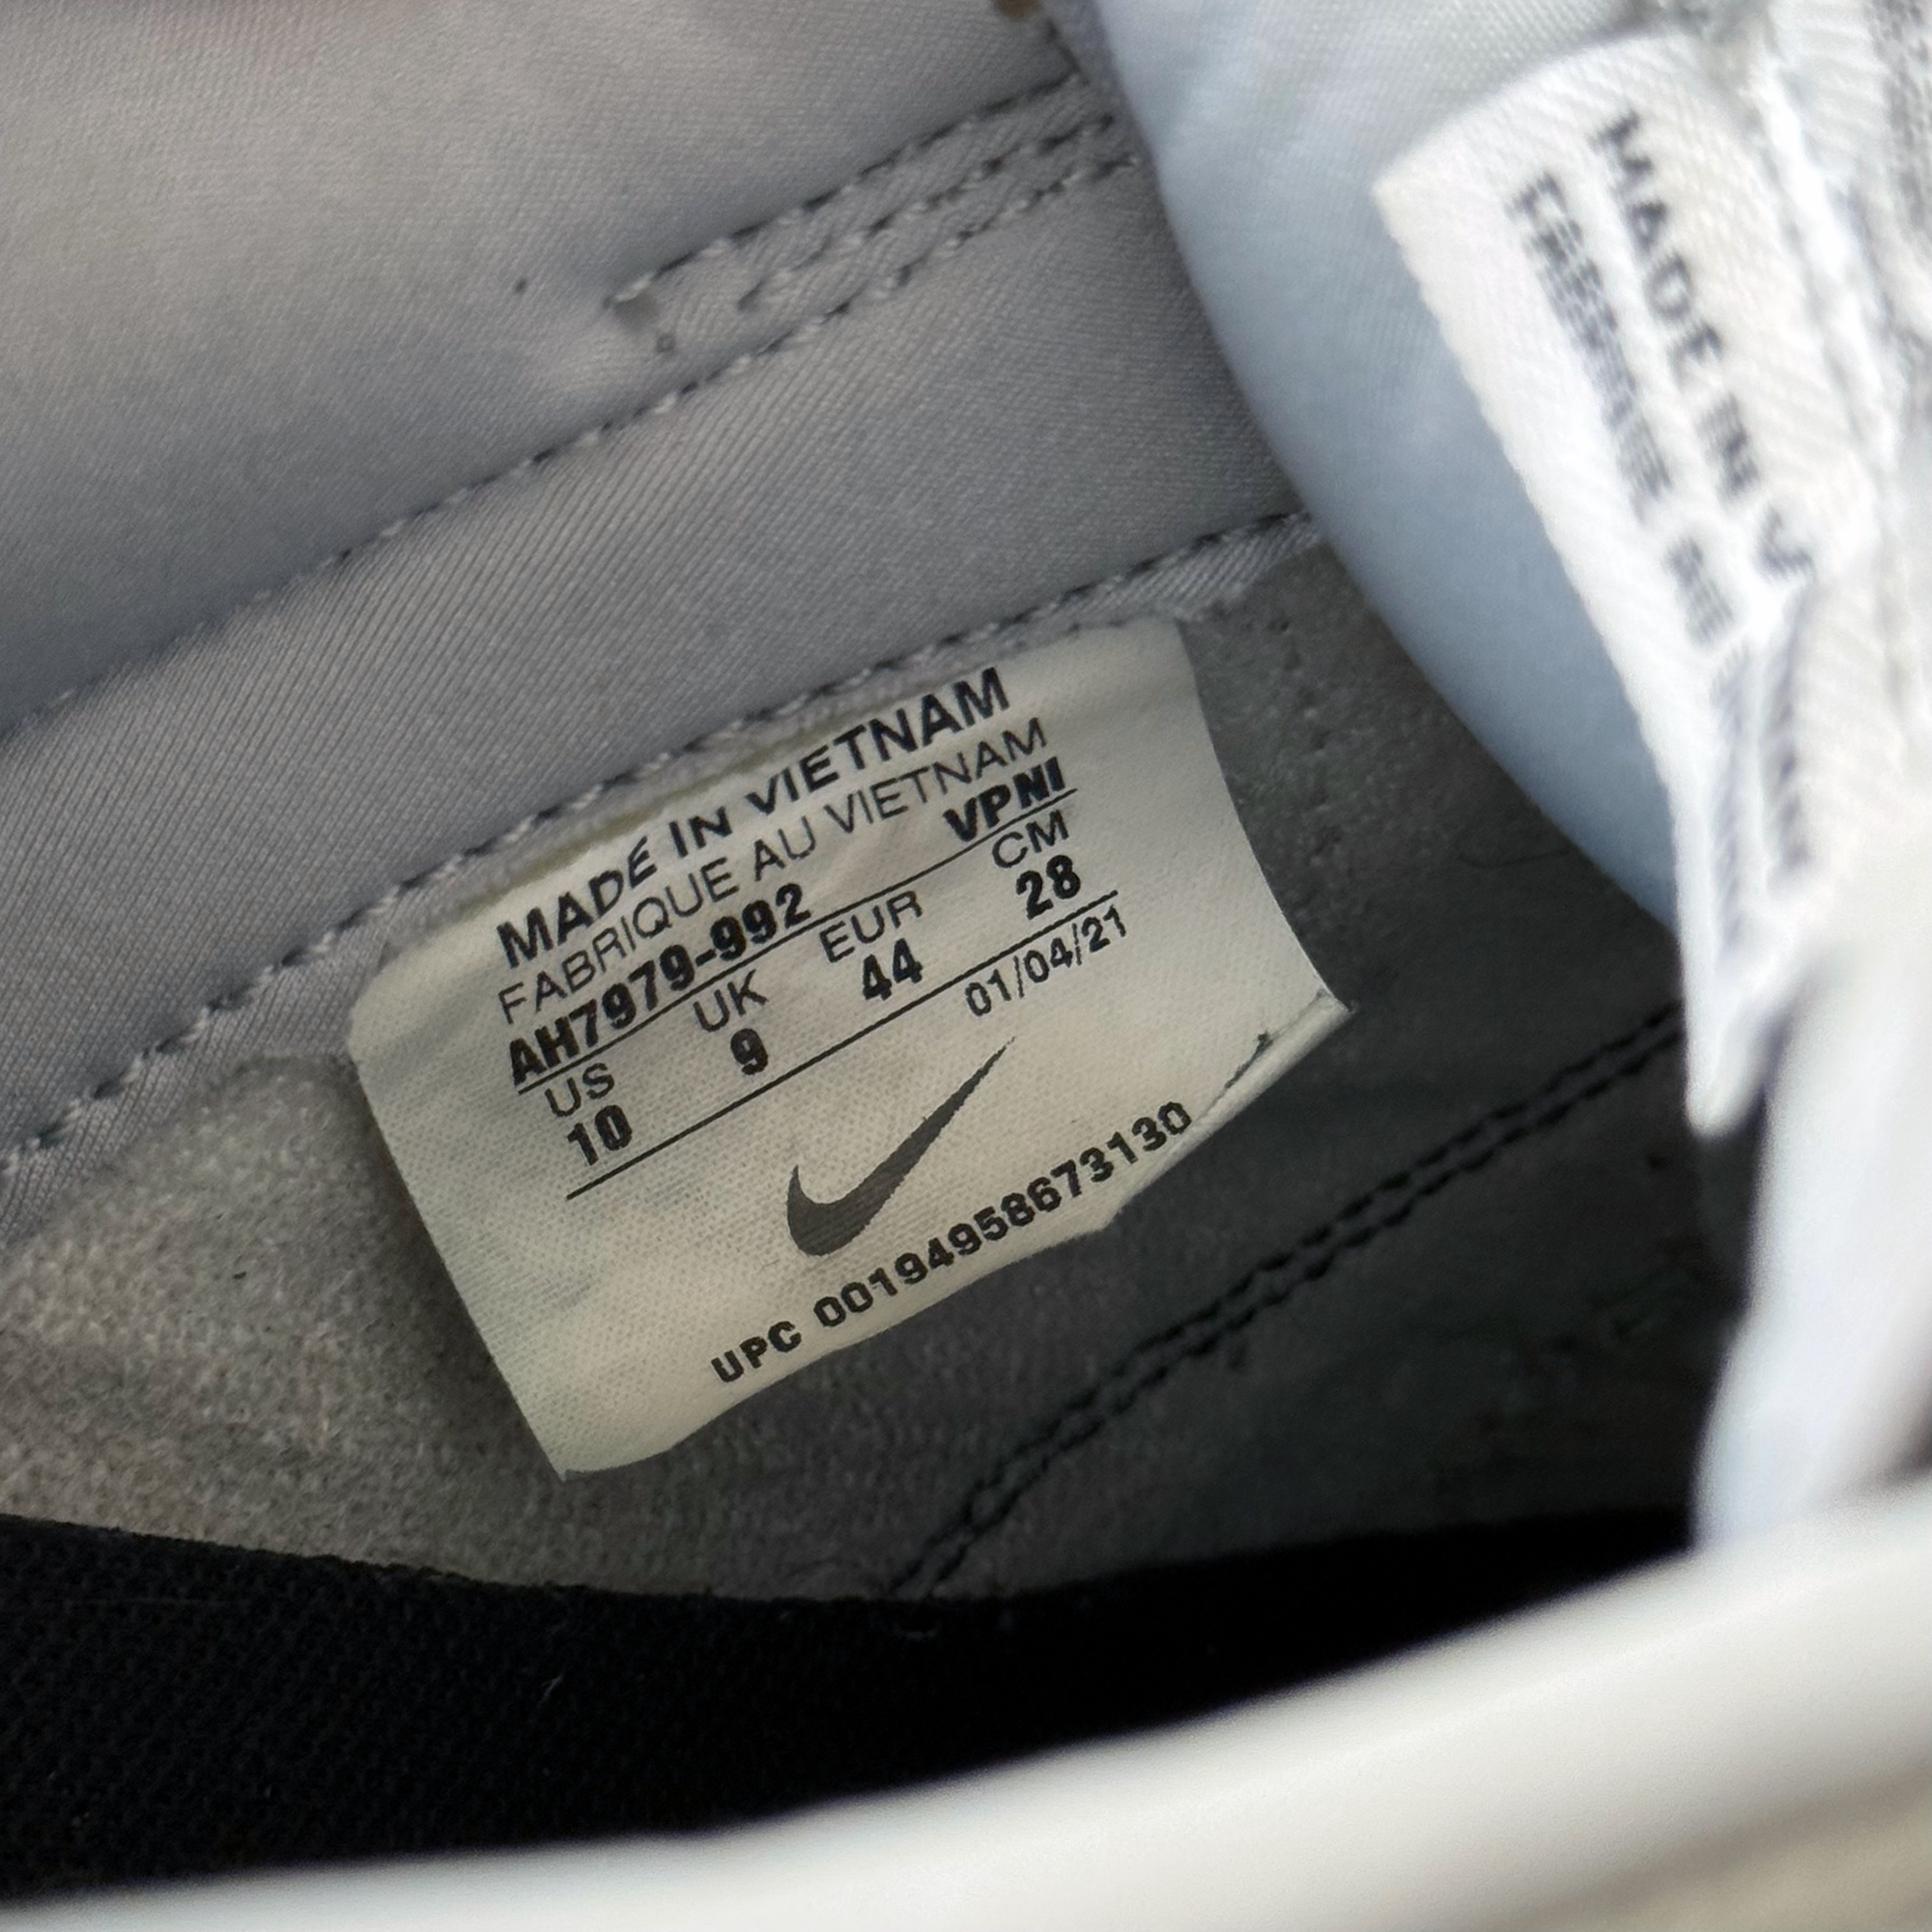 MADE IN VIETNAM
FABRIQUE AU VIETNAM
AH7979-992 VPNI
US UK EUR CM
10 9 44 28
01/04/21
UPC 00194958673130
MADE IN V